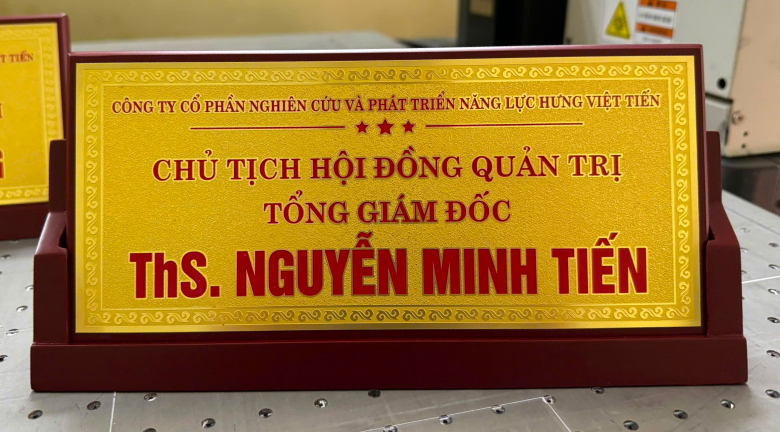 CÔNG TY CỔ PHẦN NGHIÊN CỨU VÀ PHÁT TRIỂN NĂNG LỰC HƯNG VIỆT TIẾN
CHỦ TỊCH HỘI ĐỒNG QUẢN TRỊ
TỔNG GIÁM ĐỐC
ThS. NGUYỄN MINH TIẾN
T TIẾN